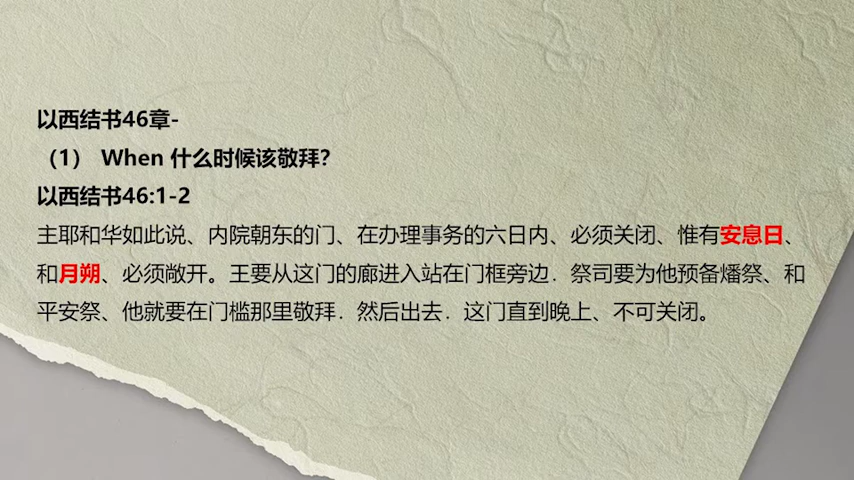 以西结书46章-
（1） When 什么时候该敬拜？
以西结书46:1-2
主耶和华如此说、内院朝东的门、在办理事务的六日内、必须关闭、惟有安息日、
和月朔、必须敞开。王要从这门的廊进入站在门框旁边．祭司要为他预备燔祭、和
平安祭、他就要在门槛那里敬拜．然后出去．这门直到晚上、不可关闭。